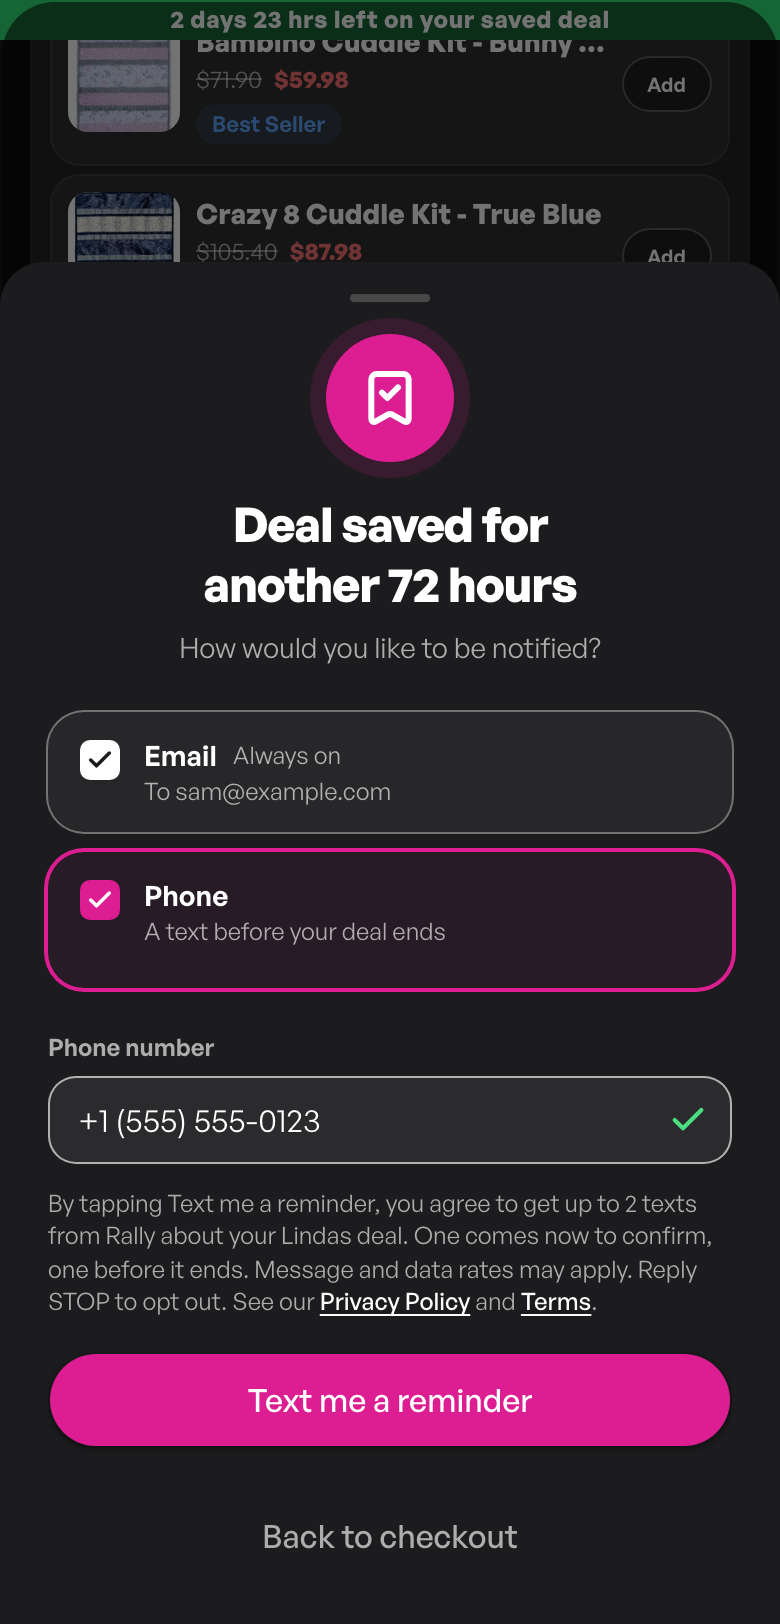 2 days 23 hrs left on your saved deal
Bambino Cuddle Kit - Bunny ...
$71.90 $59.98
Add
Best Seller
Crazy 8 Cuddle Kit - True Blue
$105.40 $87.98
Add
Deal saved for
another 72 hours
How would you like to be notified?
Email Always on
To sam@example.com
Phone
A text before your deal ends
Phone number
+1 (555) 555-0123
By tapping Text me a reminder, you agree to get up to 2 texts
from Rally about your Lindas deal. One comes now to confirm,
one before it ends. Message and data rates may apply. Reply
STOP to opt out. See our Privacy Policy and Terms.
Text me a reminder
Back to checkout